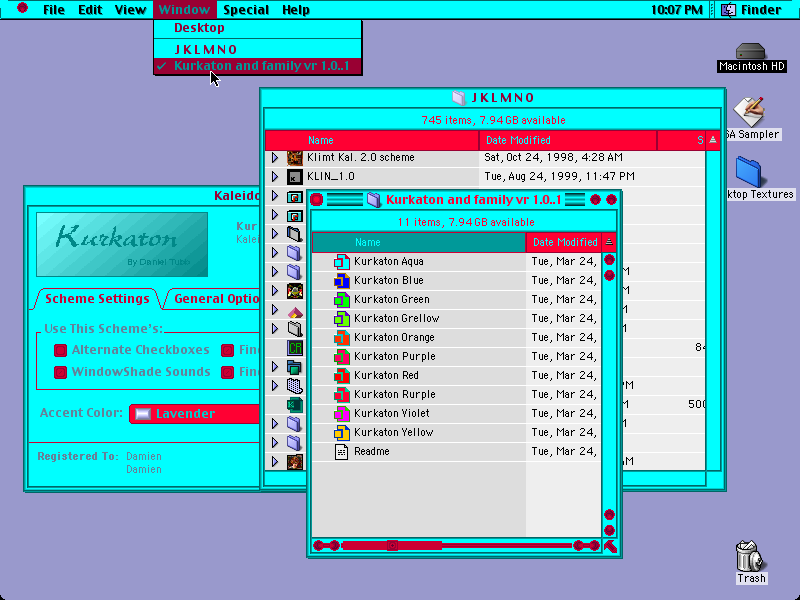 File Edit View Window Special Help 10:07 PM Finder
Desktop
J K L M N O
✓ Kurkaton and family vr 1.0..1
Macintosh HD
SA Sampler
ktop Textures
Trash
J K L M N O
745 items, 7.94 GB available
Name Date Modified S
Klimt Kal. 2.0 scheme Sat, Oct 24, 1998, 4:28 AM
KLIN_1.0 Tue, Aug 24, 1999, 11:47 PM
M
M
M
M
84
PM
M 500
M
AM
Kaleido
Kurkaton
By Daniel Tubb
Kur
Kalei
Scheme Settings General Optio
Use This Scheme's:
Alternate Checkboxes Fin
WindowShade Sounds Fin
Accent Color: Lavender
Registered To: Damien
Damien
Kurkaton and family vr 1.0..1
11 items, 7.94 GB available
Name Date Modified
Kurkaton Aqua Tue, Mar 24,
Kurkaton Blue Tue, Mar 24,
Kurkaton Green Tue, Mar 24,
Kurkaton Grellow Tue, Mar 24,
Kurkaton Orange Tue, Mar 24,
Kurkaton Purple Tue, Mar 24,
Kurkaton Red Tue, Mar 24,
Kurkaton Rurple Tue, Mar 24,
Kurkaton Yiolet Tue, Mar 24,
Kurkaton Yellow Tue, Mar 24,
Readme Tue, Mar 24,